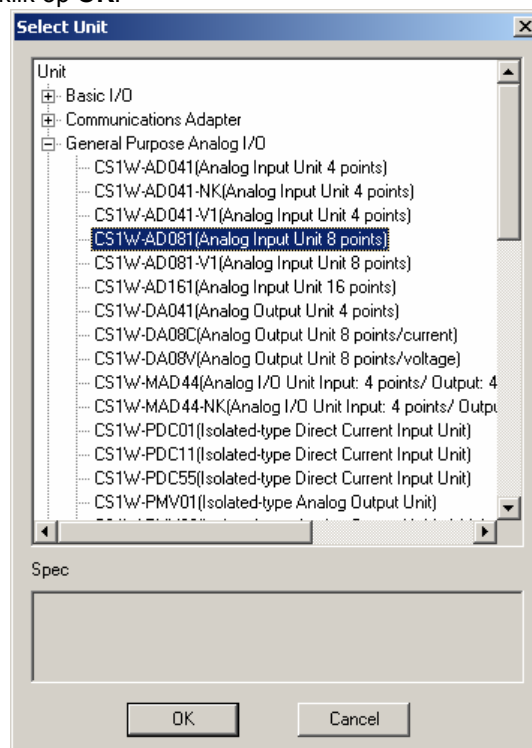 klik op OK.
Select Unit
Unit
Basic I/O
Communications Adapter
General Purpose Analog I/O
CS1W-AD041(Analog Input Unit 4 points)
CS1W-AD041-NK(Analog Input Unit 4 points)
CS1W-AD041-V1(Analog Input Unit 4 points)
CS1W-AD081(Analog Input Unit 8 points)
CS1W-AD081-V1(Analog Input Unit 8 points)
CS1W-AD161(Analog Input Unit 16 points)
CS1W-DA041(Analog Output Unit 4 points)
CS1W-DA08C(Analog Output Unit 8 points/current)
CS1W-DA08V(Analog Output Unit 8 points/voltage)
CS1W-MAD44(Analog I/O Unit Input: 4 points/ Output: 4
CS1W-MAD44-NK(Analog I/O Unit Input: 4 points/ Outpu
CS1W-PDC01(Isolated-type Direct Current Input Unit)
CS1W-PDC11(Isolated-type Direct Current Input Unit)
CS1W-PDC55(Isolated-type Direct Current Input Unit)
CS1W-PMV01(Isolated-type Analog Output Unit)
Spec
OK Cancel